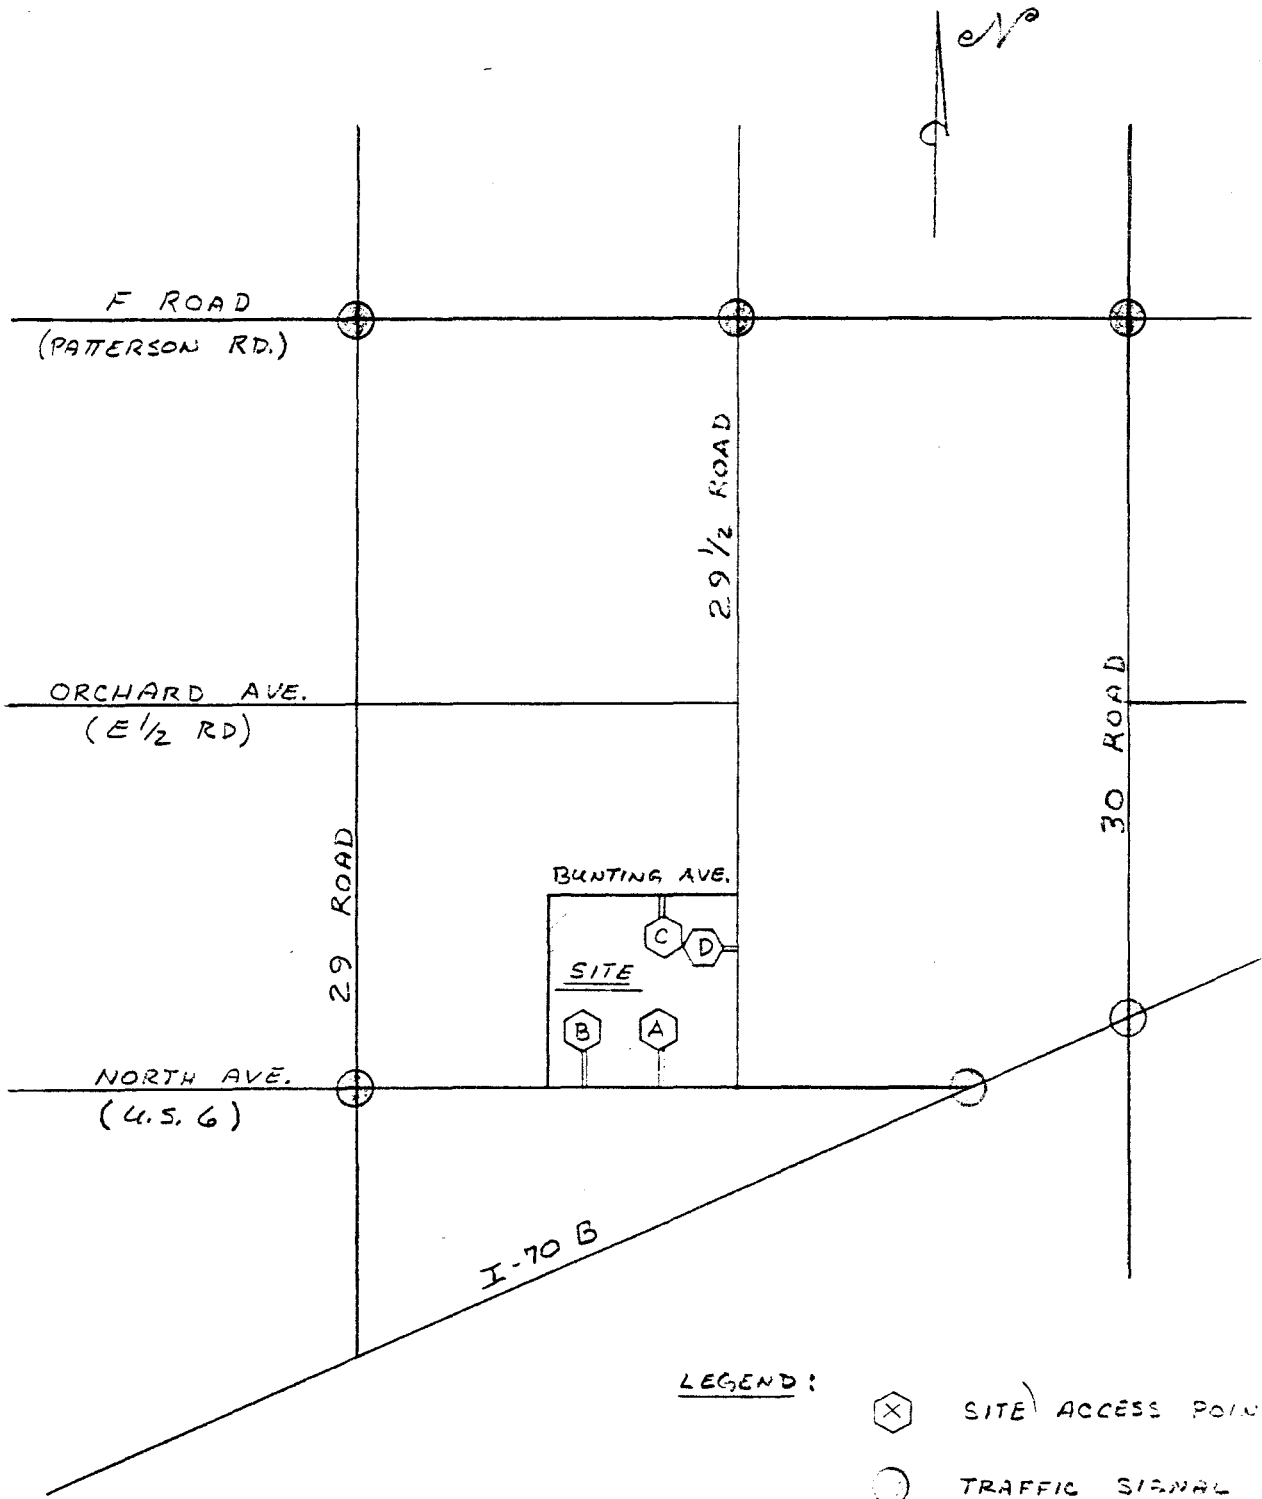 N
F ROAD
(PATTERSON RD.)
29 1/2 ROAD
ORCHARD AVE.
(E 1/2 RD)
30 ROAD
29 ROAD
BUNTING AVE.
C
D
SITE
B
A
NORTH AVE.
(U.S. 6)
I-70 B
LEGEND:
X SITE ACCESS POIN
TRAFFIC SIGNAL